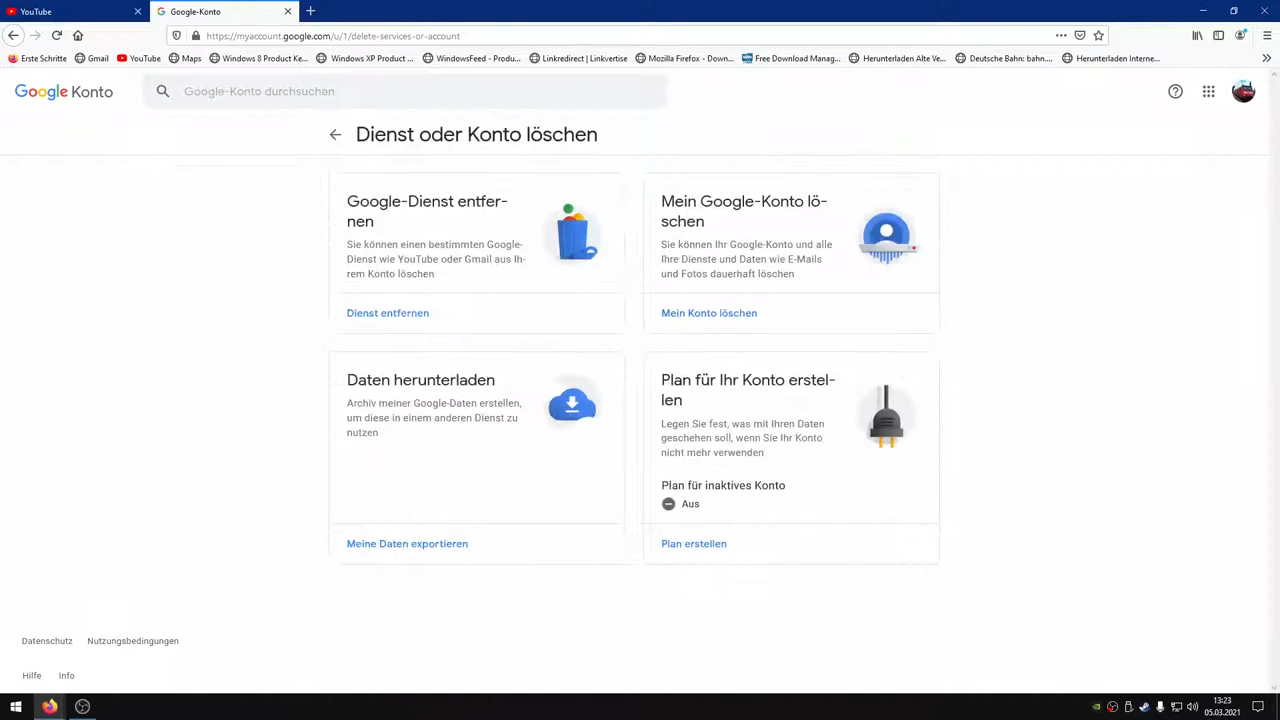 YouTube
Google-Konto
https://myaccount.google.com/u/1/delete-services-or-account
Erste Schritte
Gmail
YouTube
Maps
Windows 8 Product Ke...
Windows XP Product ...
WindowsFeed - Produ...
Linkredirect | Linkvertise
Mozilla Firefox - Down...
Free Download Manag...
Herunterladen Alte Ve...
Deutsche Bahn: bahn....
Herunterladen Interne...
Google Konto
Google-Konto durchsuchen
Dienst oder Konto löschen
Google-Dienst entfer-
nen
Sie können einen bestimmten Google-
Dienst wie YouTube oder Gmail aus Ih-
rem Konto löschen
Dienst entfernen
Mein Google-Konto lö-
schen
Sie können Ihr Google-Konto und alle
Ihre Dienste und Daten wie E-Mails
und Fotos dauerhaft löschen
Mein Konto löschen
Daten herunterladen
Archiv meiner Google-Daten erstellen,
um diese in einem anderen Dienst zu
nutzen
Meine Daten exportieren
Plan für Ihr Konto erstel-
len
Legen Sie fest, was mit Ihren Daten
geschehen soll, wenn Sie Ihr Konto
nicht mehr verwenden
Plan für inaktives Konto
Aus
Plan erstellen
Datenschutz
Nutzungsbedingungen
Hilfe
Info
13:23
05.03.2021